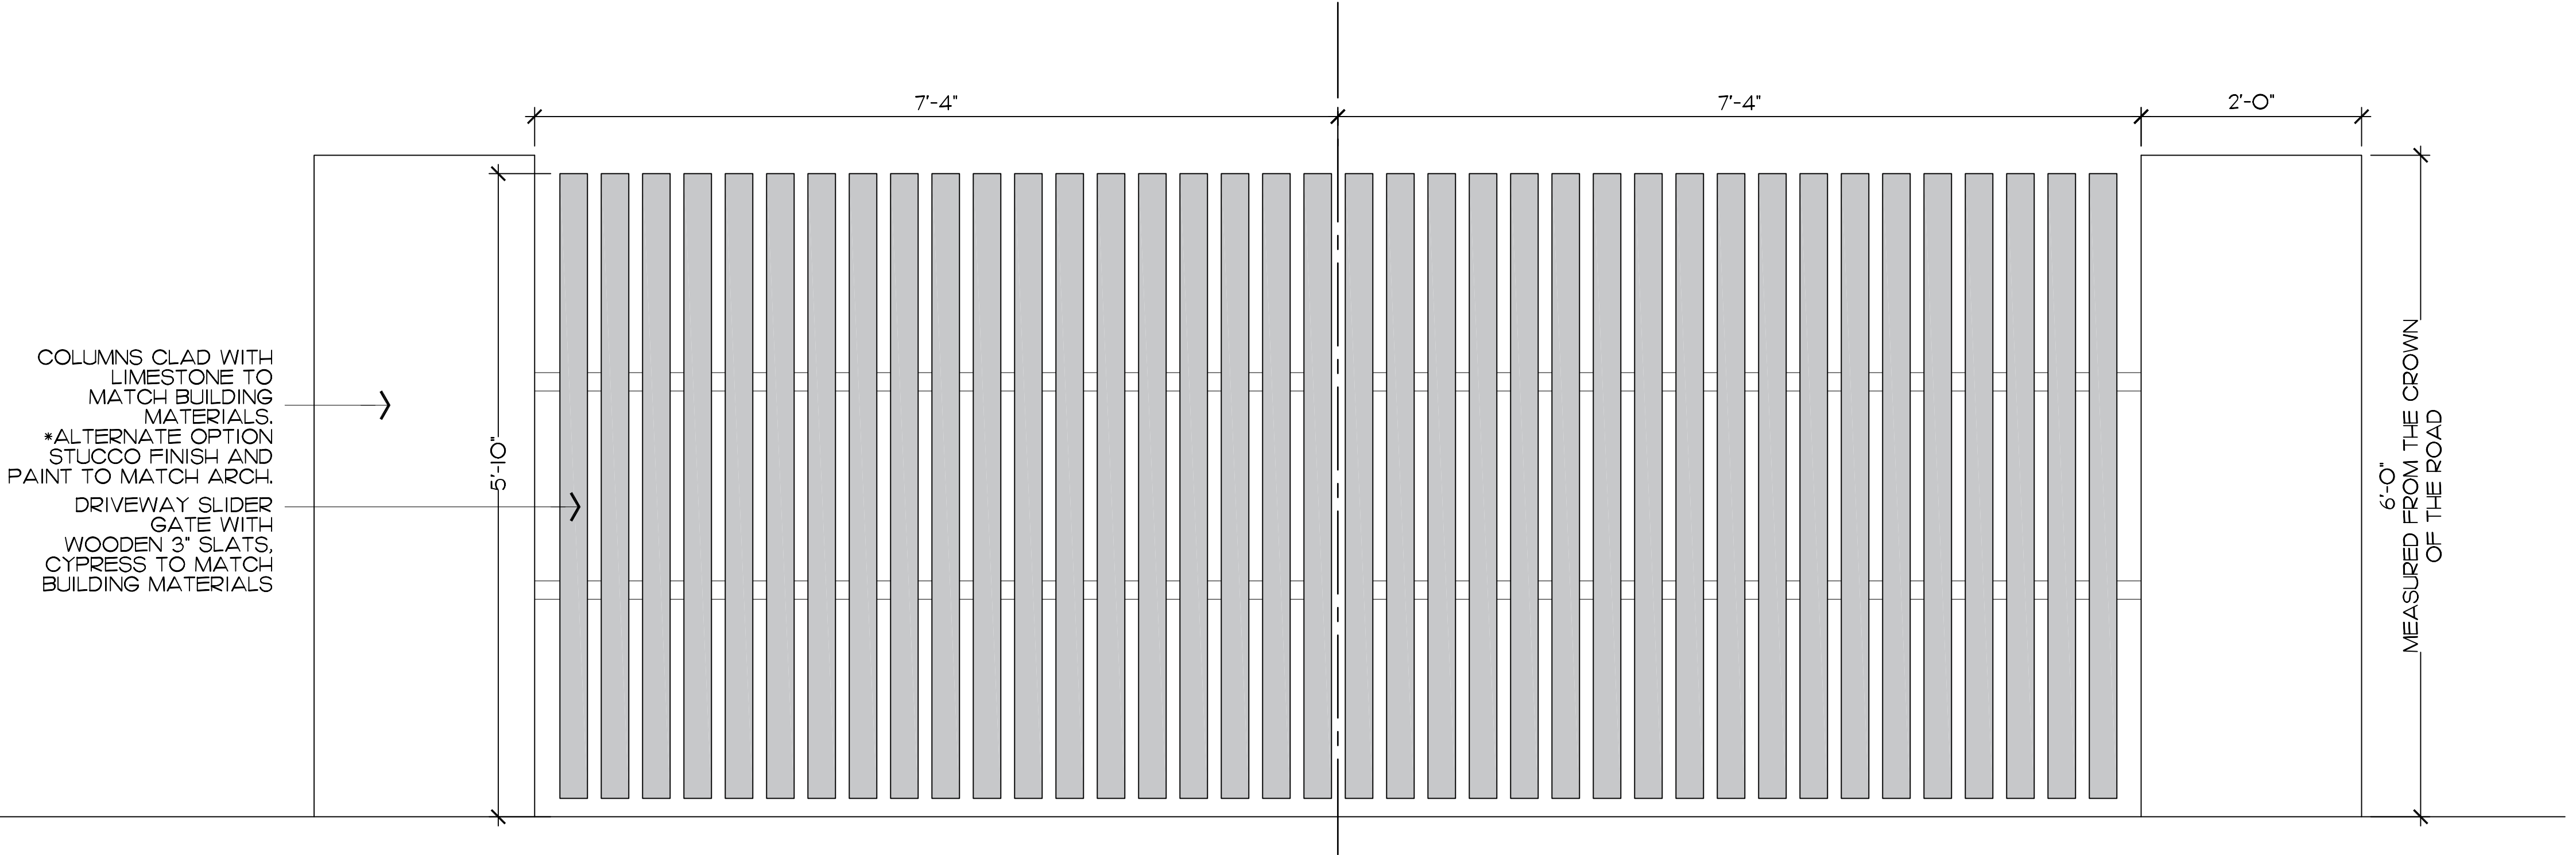 7'-4"
7'-4"
2'-0"
COLUMNS CLAD WITH
LIMESTONE TO
MATCH BUILDING
MATERIALS.
*ALTERNATE OPTION
STUCCO FINISH AND
PAINT TO MATCH ARCH.
DRIVEWAY SLIDER
GATE WITH
WOODEN 3" SLATS,
CYPRESS TO MATCH
BUILDING MATERIALS
5'-10"
6'-0"
MEASURED FROM THE CROWN
OF THE ROAD